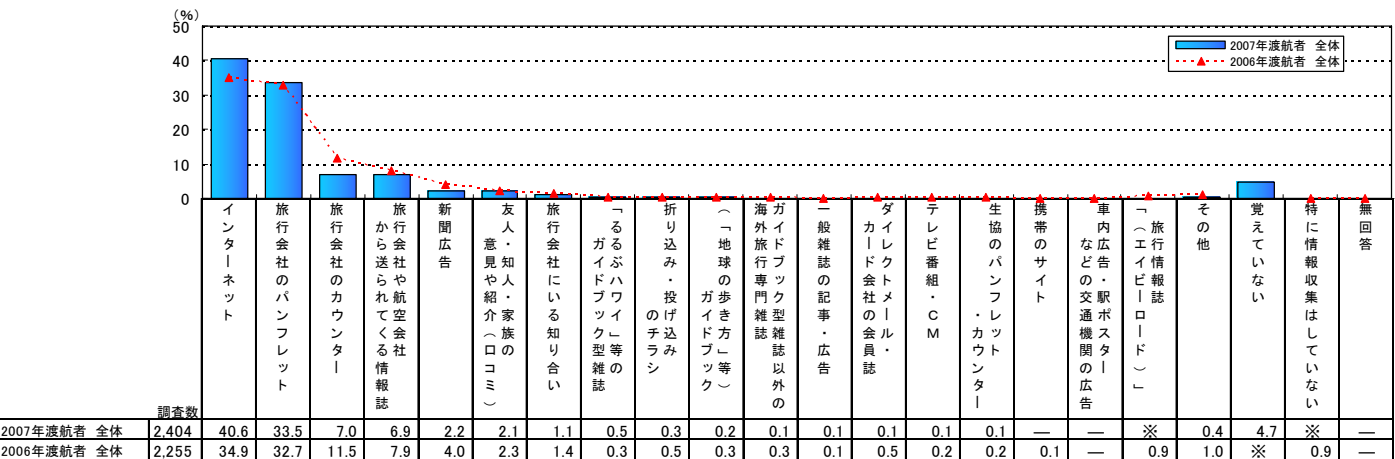 (%)
50
40
30
20
10
0
2007年渡航者 全体
2006年渡航者 全体
インターネット
旅行会社のパンフレット
旅行会社のカウンター
旅行会社や航空会社
から送られてくる情報誌
新聞広告
友人・知人・家族の
意見や紹介(口コミ)
旅行会社にいる知り合い
「るるぶハワイ」等の
ガイドブック型雑誌
折り込み・投げ込み
のチラシ
(「地球の歩き方」等)
ガイドブック
ガイドブック型雑誌以外の
海外旅行専門雑誌
一般雑誌の記事・広告
ダイレクトメール・
カード会社の会員誌
テレビ番組・CM
生協のパンフレット
・カウンター
携帯のサイト
車内広告・駅ポスター
などの交通機関の広告
旅行情報誌
「(エイビーロード)」
その他
覚えていない
特に情報収集はしていない
無回答
調査数
2007年渡航者 全体 2,404 40.6 33.5 7.0 6.9 2.2 2.1 1.1 0.5 0.3 0.2 0.1 0.1 0.1 0.1 0.1 — — ※ 0.4 4.7 ※ —
2006年渡航者 全体 2,255 34.9 32.7 11.5 7.9 4.0 2.3 1.4 0.3 0.5 0.3 0.3 0.1 0.5 0.2 0.2 0.1 — 0.9 1.0 ※ 0.9 —